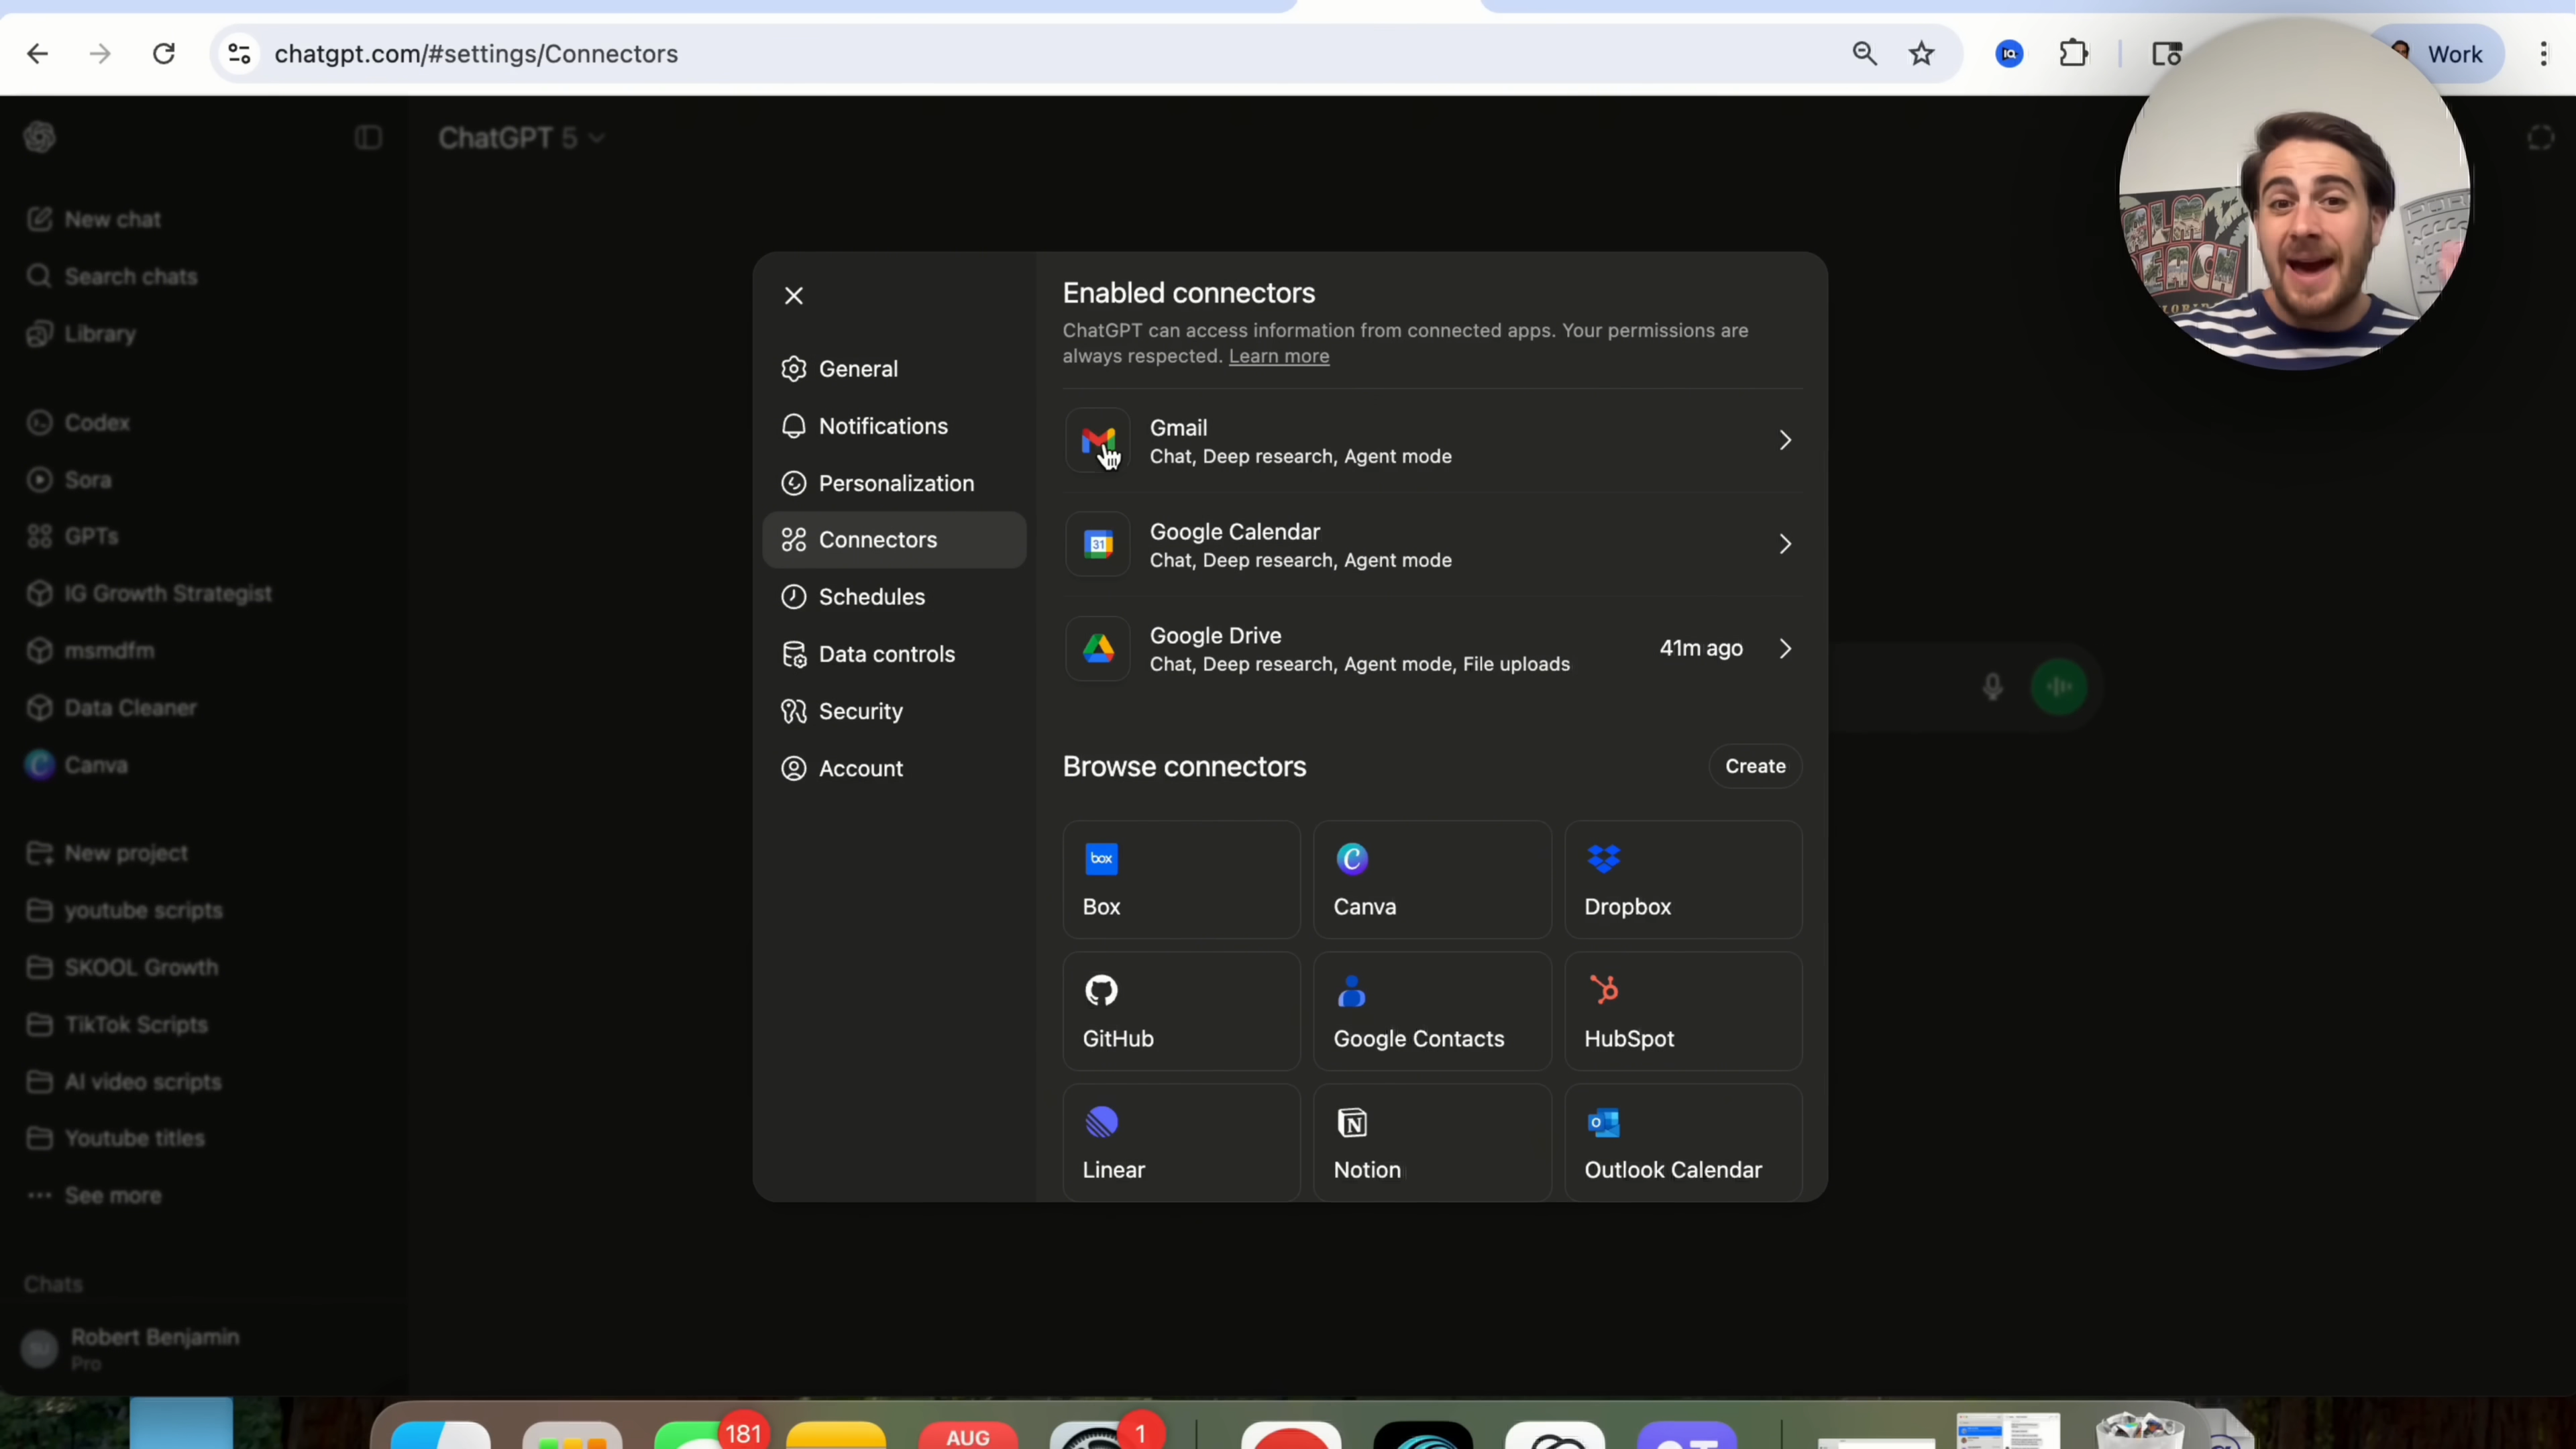 chatgpt.com/#settings/Connectors
Work
ChatGPT 5
New chat
Search chats
Library
Codex
Sora
GPTs
IG Growth Strategist
msmdfm
Data Cleaner
Canva
New project
youtube scripts
SKOOL Growth
TikTok Scripts
AI video scripts
Youtube titles
See more
Chats
Robert Benjamin
Pro
General
Notifications
Personalization
Connectors
Schedules
Data controls
Security
Account
Enabled connectors
ChatGPT can access information from connected apps. Your permissions are
always respected. Learn more
Gmail
Chat, Deep research, Agent mode
31
Google Calendar
Chat, Deep research, Agent mode
Google Drive
Chat, Deep research, Agent mode, File uploads
41m ago
Browse connectors
Create
box
Box
Canva
Dropbox
GitHub
Google Contacts
HubSpot
Linear
Notion
Outlook Calendar
181
AUG
1